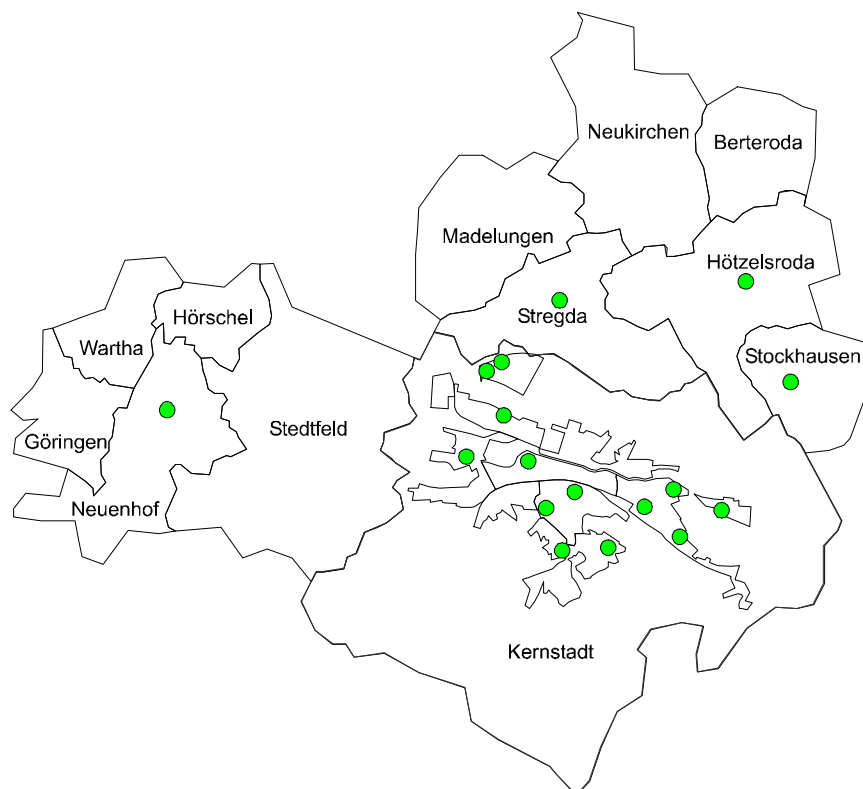 Neukirchen
Berteroda
Madelungen
Hötzelsroda
Stregda
Hörschel
Wartha
Stockhausen
Stedtfeld
Göringen
Neuenhof
Kernstadt